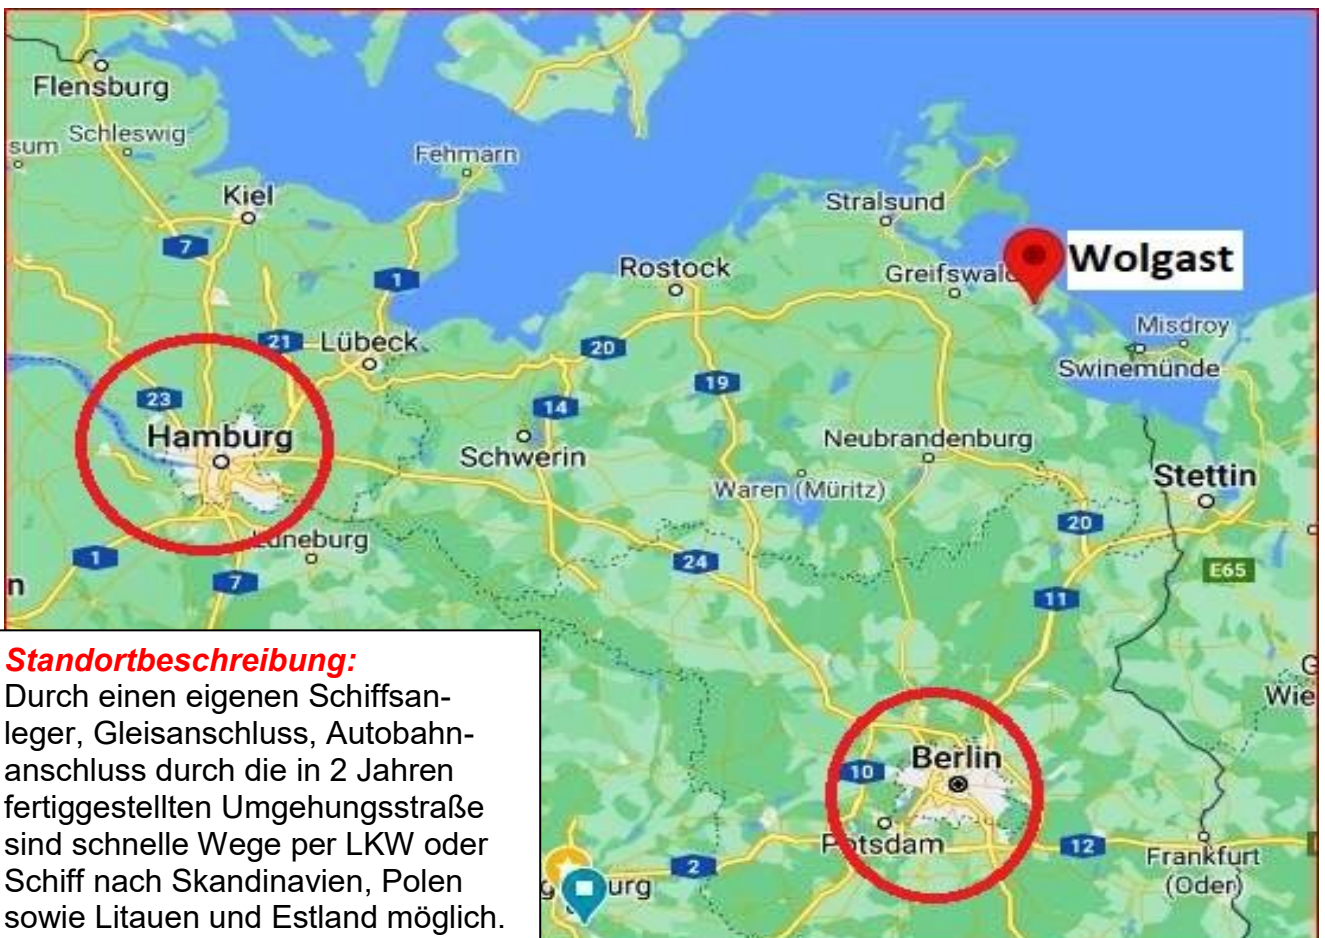 Flensburg
sum
Schleswig
Fehmarn
Kiel
Stralsund
7
1
Rostock
Greifswal
Wolgast
21
Lübeck
20
Misdroy
Swinemünde
23
19
14
Hamburg
Schwerin
Neubrandenburg
Waren (Müritz)
Stettin
20
Lüneburg
1
7
24
E65
11
n
G
Wie
Berlin
10
Potsdam
12
2
Frankfurt
(Oder)
g urg
Standortbeschreibung:
Durch einen eigenen Schiffsan-
leger, Gleisanschluss, Autobahn-
anschluss durch die in 2 Jahren
fertiggestellten Umgehungsstraße
sind schnelle Wege per LKW oder
Schiff nach Skandinavien, Polen
sowie Litauen und Estland möglich.